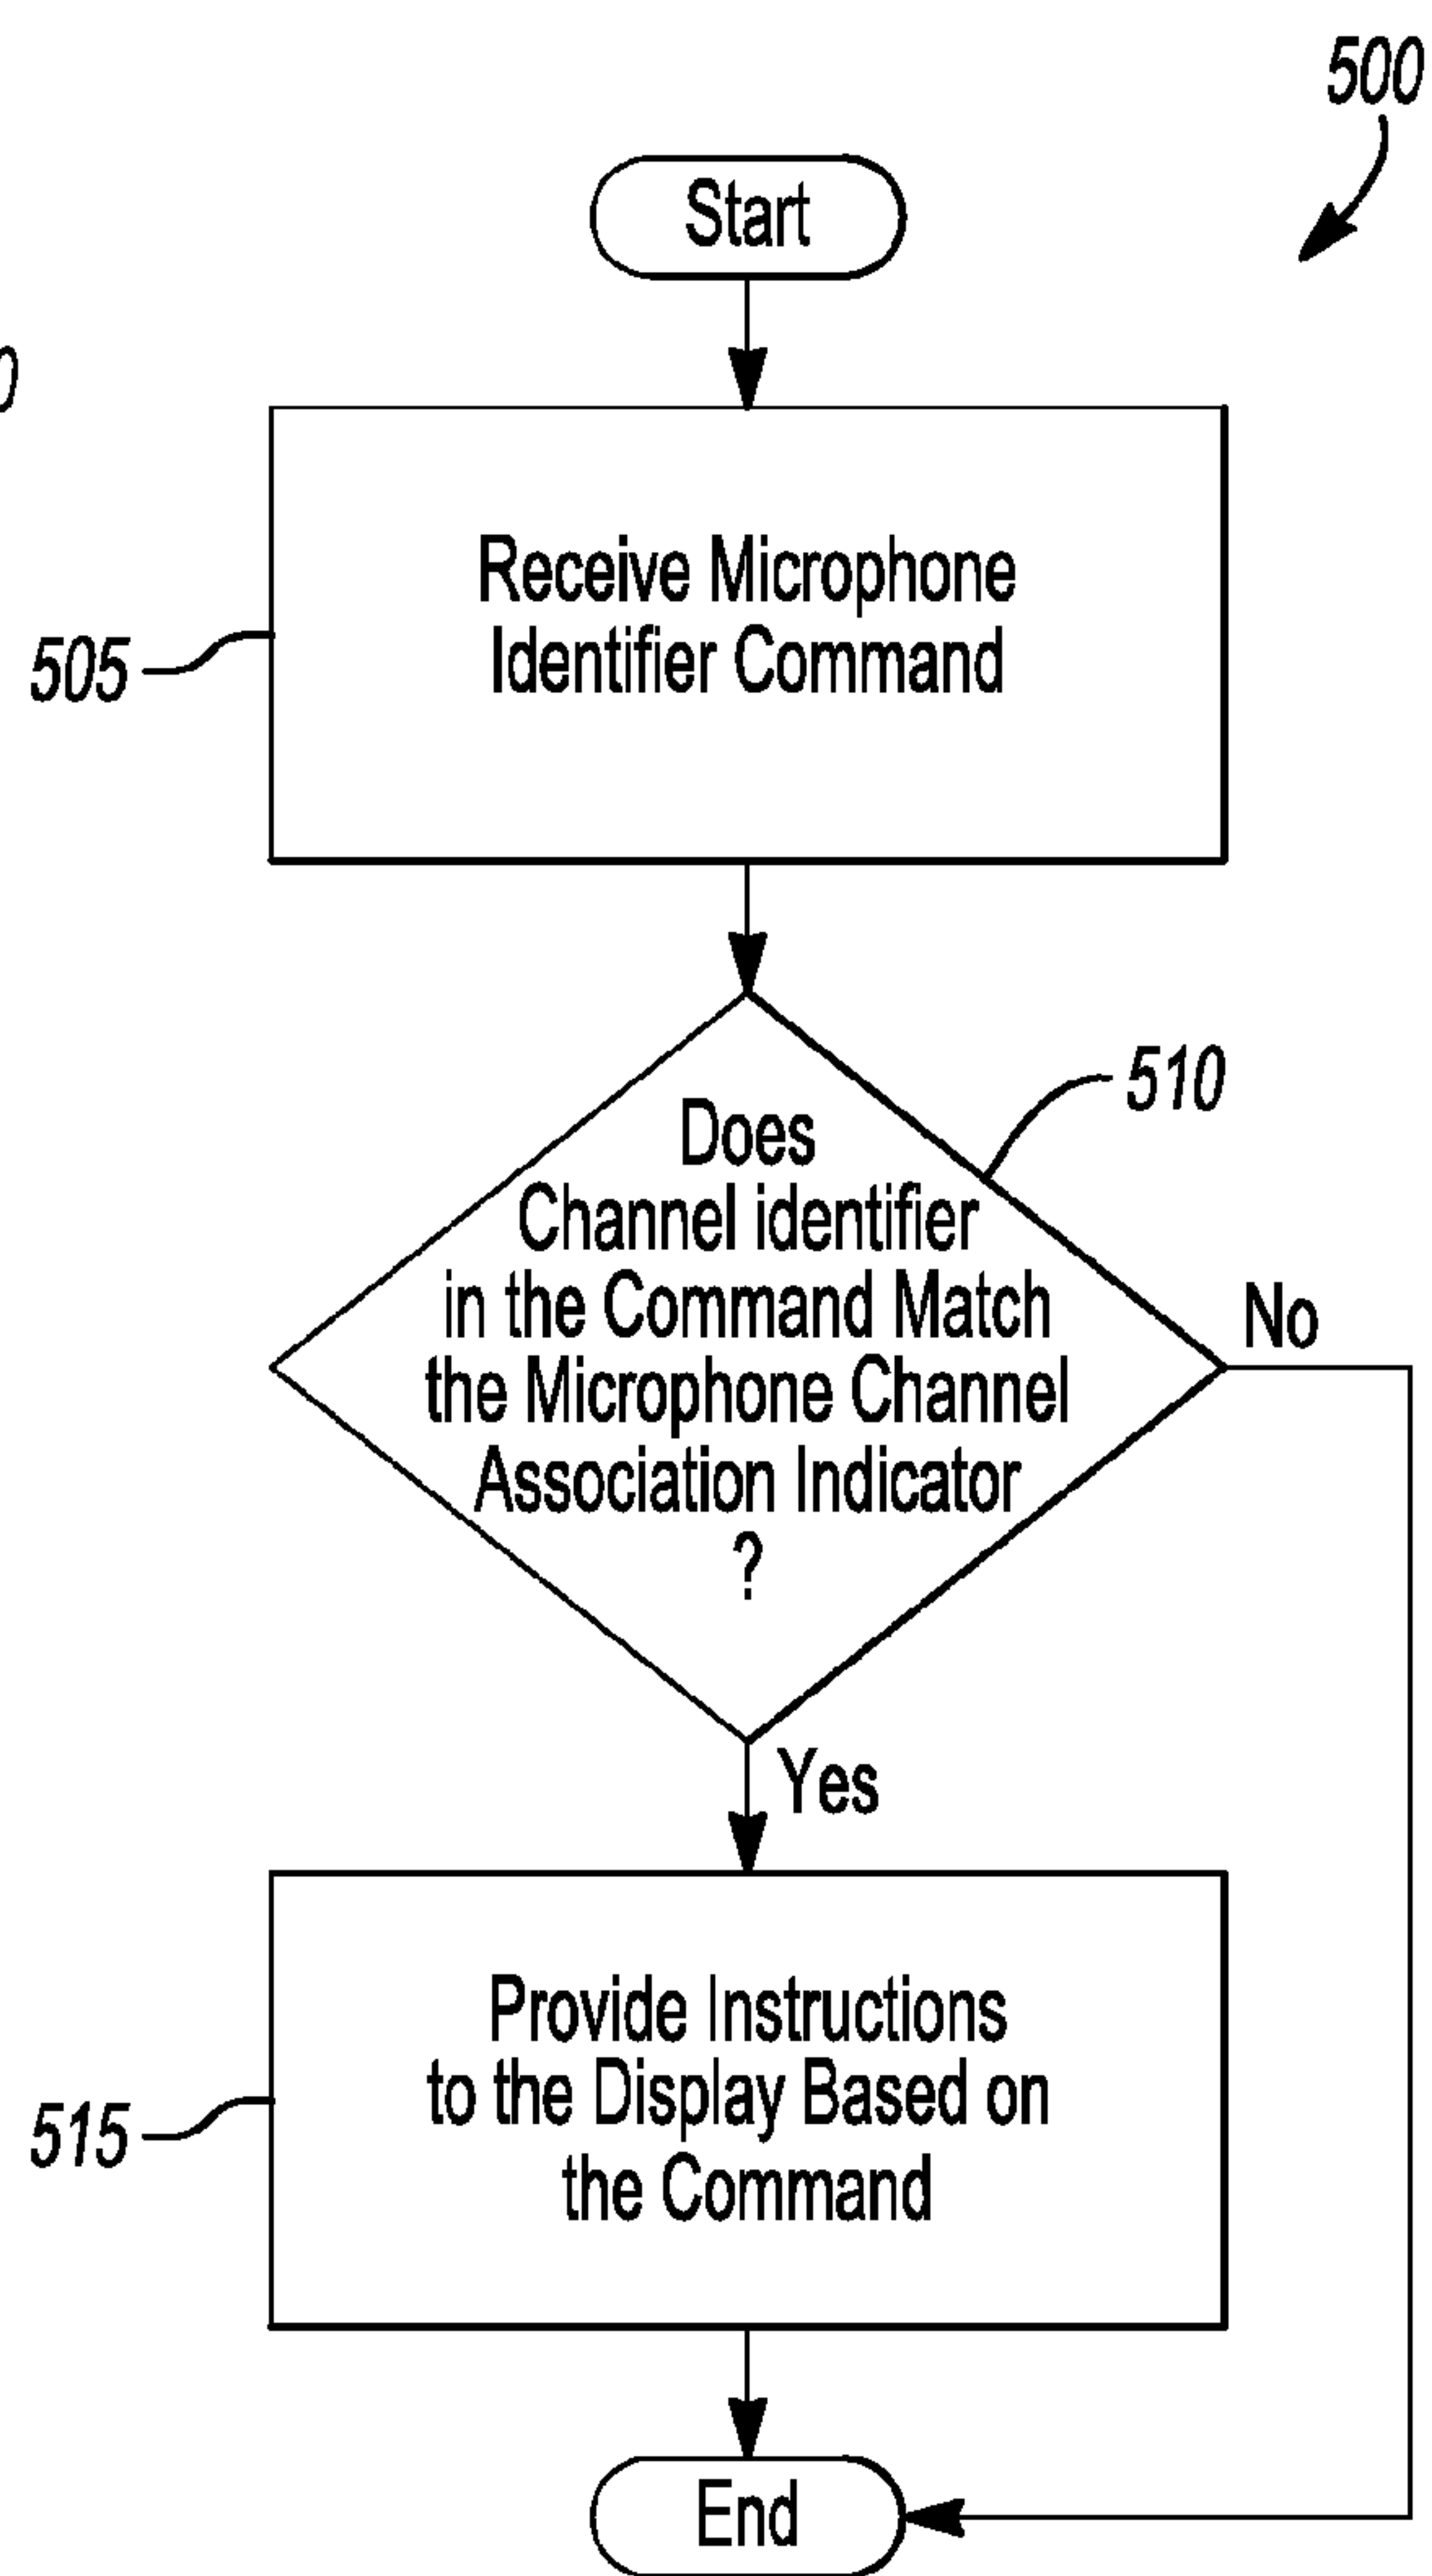 500
Start
Receive Microphone
Identifier Command
505
Does
Channel identifier
in the Command Match
the Microphone Channel
Association Indicator
?
510
No
Yes
Provide Instructions
to the Display Based on
the Command
515
End